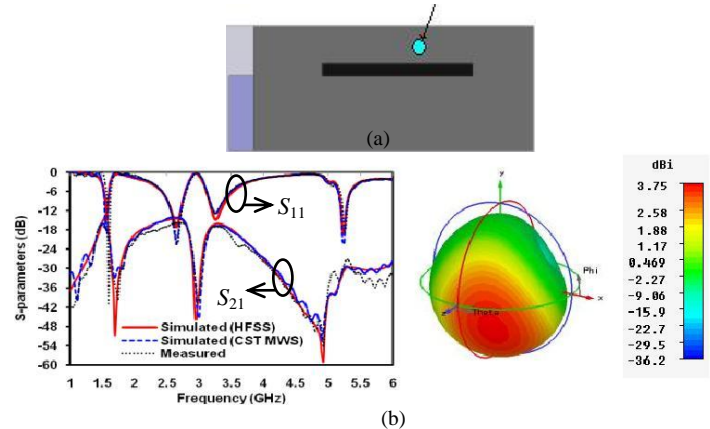 (a)
S-parameters (dB)
0
-6
-12
-18
-24
-30
-36
-42
-48
-54
-60
S11
S21
Simulated (HFSS)
Simulated (CST MWS)
Measured
1 1.5 2 2.5 3 3.5 4 4.5 5 5.5 6
Frequency (GHz)
y
Phi
x
z
Theta
dBi
3.75
2.58
1.88
1.17
0.469
-2.27
-9.06
-15.9
-22.7
-29.5
-36.2
(b)